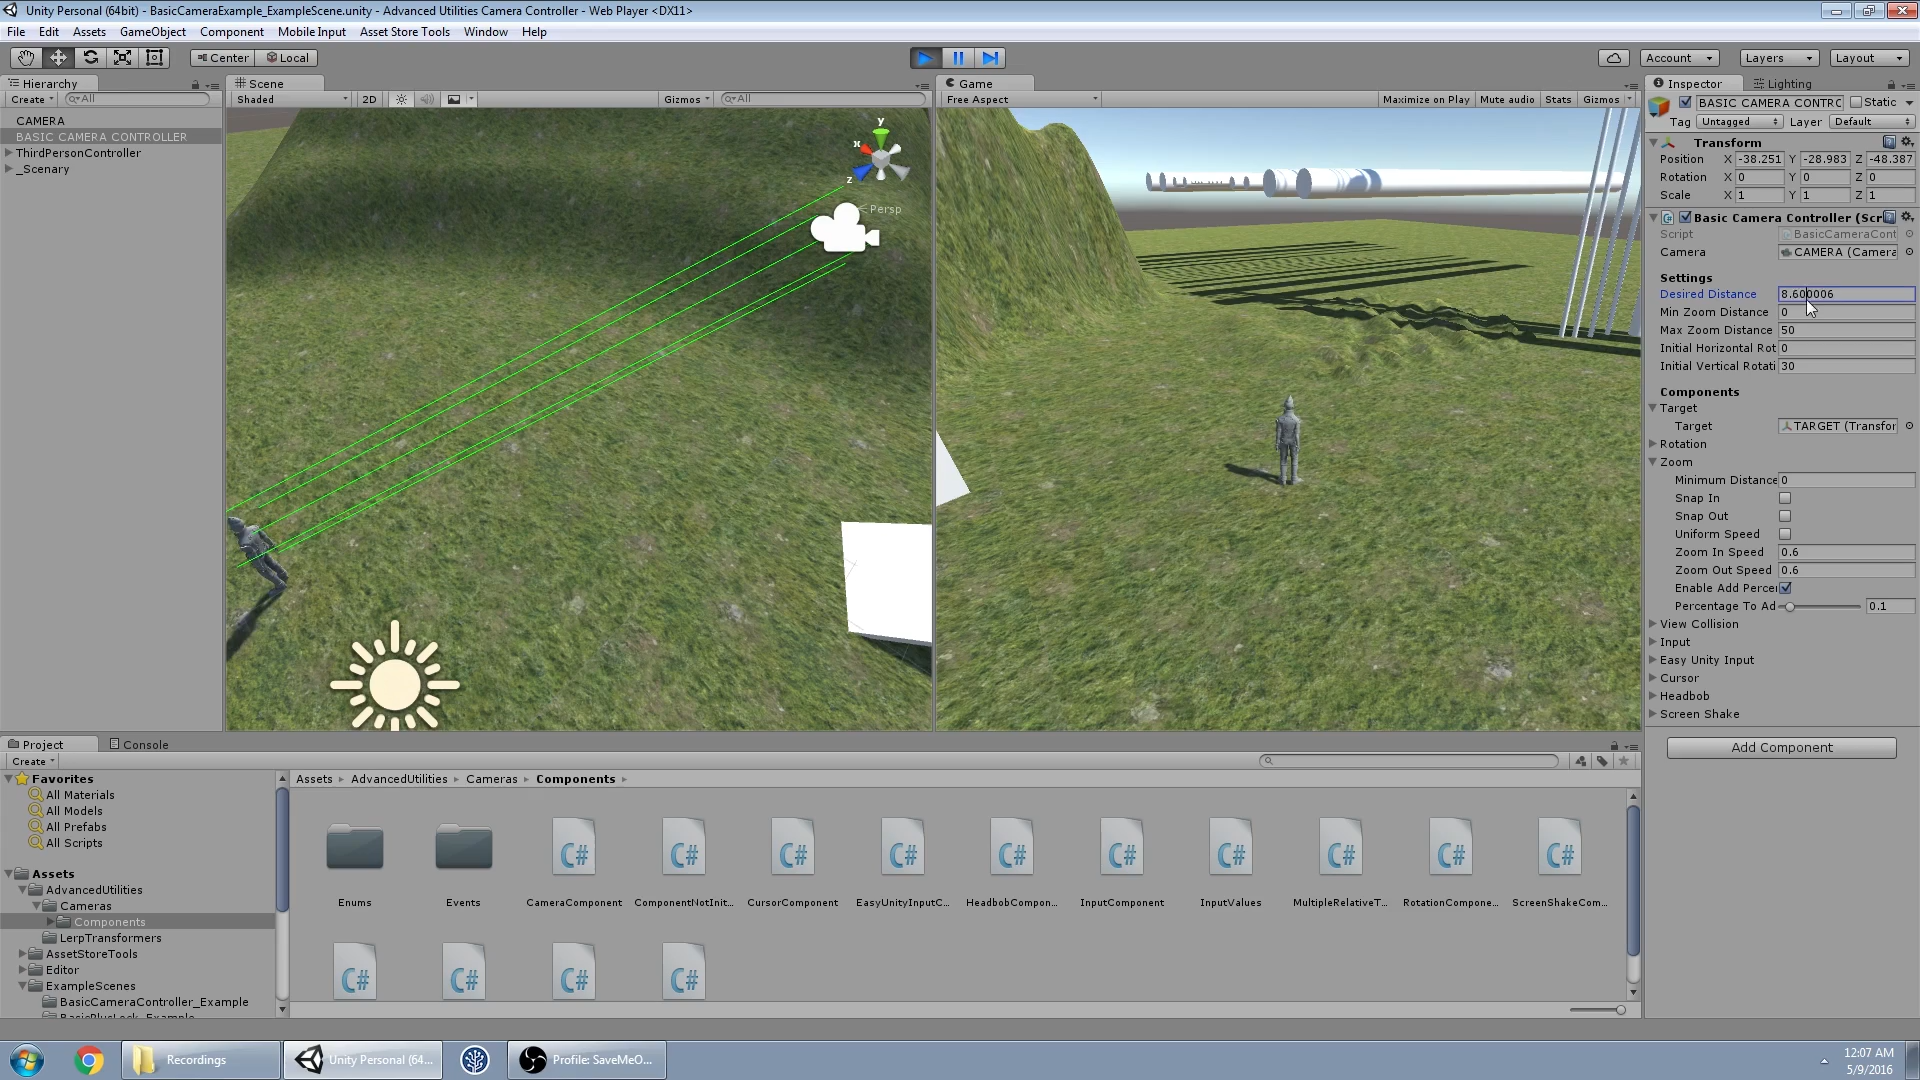 Unity Personal (64bit) - BasicCameraExample_ExampleScene.unity - Advanced Utilities Camera Controller - Web Player <DX11>
File Edit Assets GameObject Component Mobile Input Asset Store Tools Window Help
Center Local
Account Layers Layout
Hierarchy
Create All
CAMERA
BASIC CAMERA CONTROLLER
ThirdPersonController
_Scenary
Scene
Shaded 2D Gizmos All
y
x
z
Persp
Game
Free Aspect Maximize on Play Mute audio Stats Gizmos
Inspector Lighting
BASIC CAMERA CONTRC Static
Tag Untagged Layer Default
Transform
Position X -38.251 Y -28.983 Z -48.387
Rotation X 0 Y 0 Z 0
Scale X 1 Y 1 Z 1
Basic Camera Controller (Scr
Script BasicCameraCont
Camera CAMERA (Camera
Settings
Desired Distance 8.600006
Min Zoom Distance 0
Max Zoom Distance 50
Initial Horizontal Rot 0
Initial Vertical Rotati 30
Components
Target
Target TARGET (Transfor
Rotation
Zoom
Minimum Distance 0
Snap In
Snap Out
Uniform Speed
Zoom In Speed 0.6
Zoom Out Speed 0.6
Enable Add Percer
Percentage To Ad 0.1
View Collision
Input
Easy Unity Input
Cursor
Headbob
Screen Shake
Add Component
Project Console
Create
Favorites
All Materials
All Models
All Prefabs
All Scripts
Assets
AdvancedUtilities
Cameras
Components
LerpTransformers
AssetStoreTools
Editor
ExampleScenes
BasicCameraController_Example
BasicPlusLock_Example
Assets AdvancedUtilities Cameras Components
C# C# C# C# C# C# C# C# C# C#
Enums Events CameraComponent ComponentNotInit... CursorComponent EasyUnityInputC... HeadbobCompon... InputComponent InputValues MultipleRelativeT... RotationCompone... ScreenShakeCom...
C# C# C# C#
Recordings Unity Personal (64... Profile: SaveMeO...
12:07 AM
5/9/2016